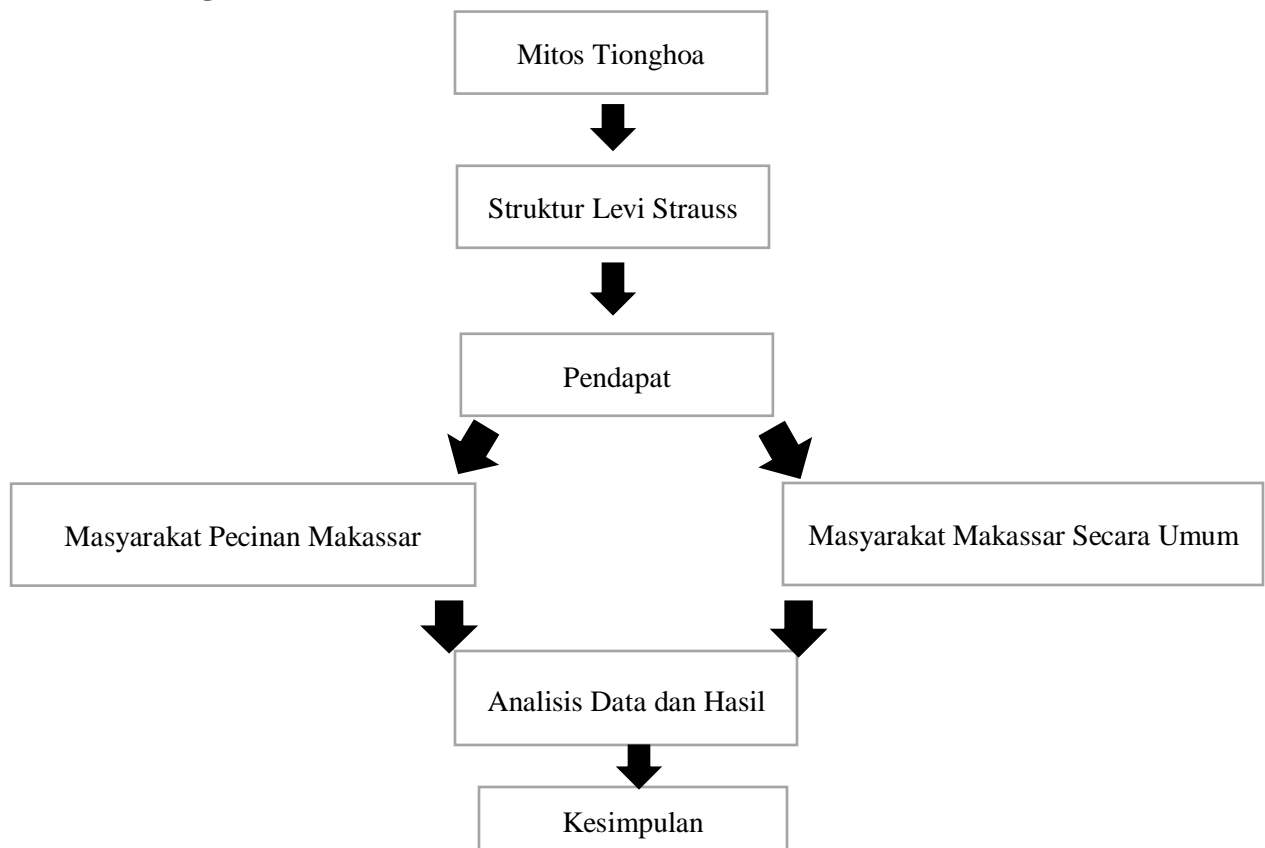 Mitos Tionghoa
Struktur Levi Strauss
Pendapat
Masyarakat Pecinan Makassar
Masyarakat Makassar Secara Umum
Analisis Data dan Hasil
Kesimpulan